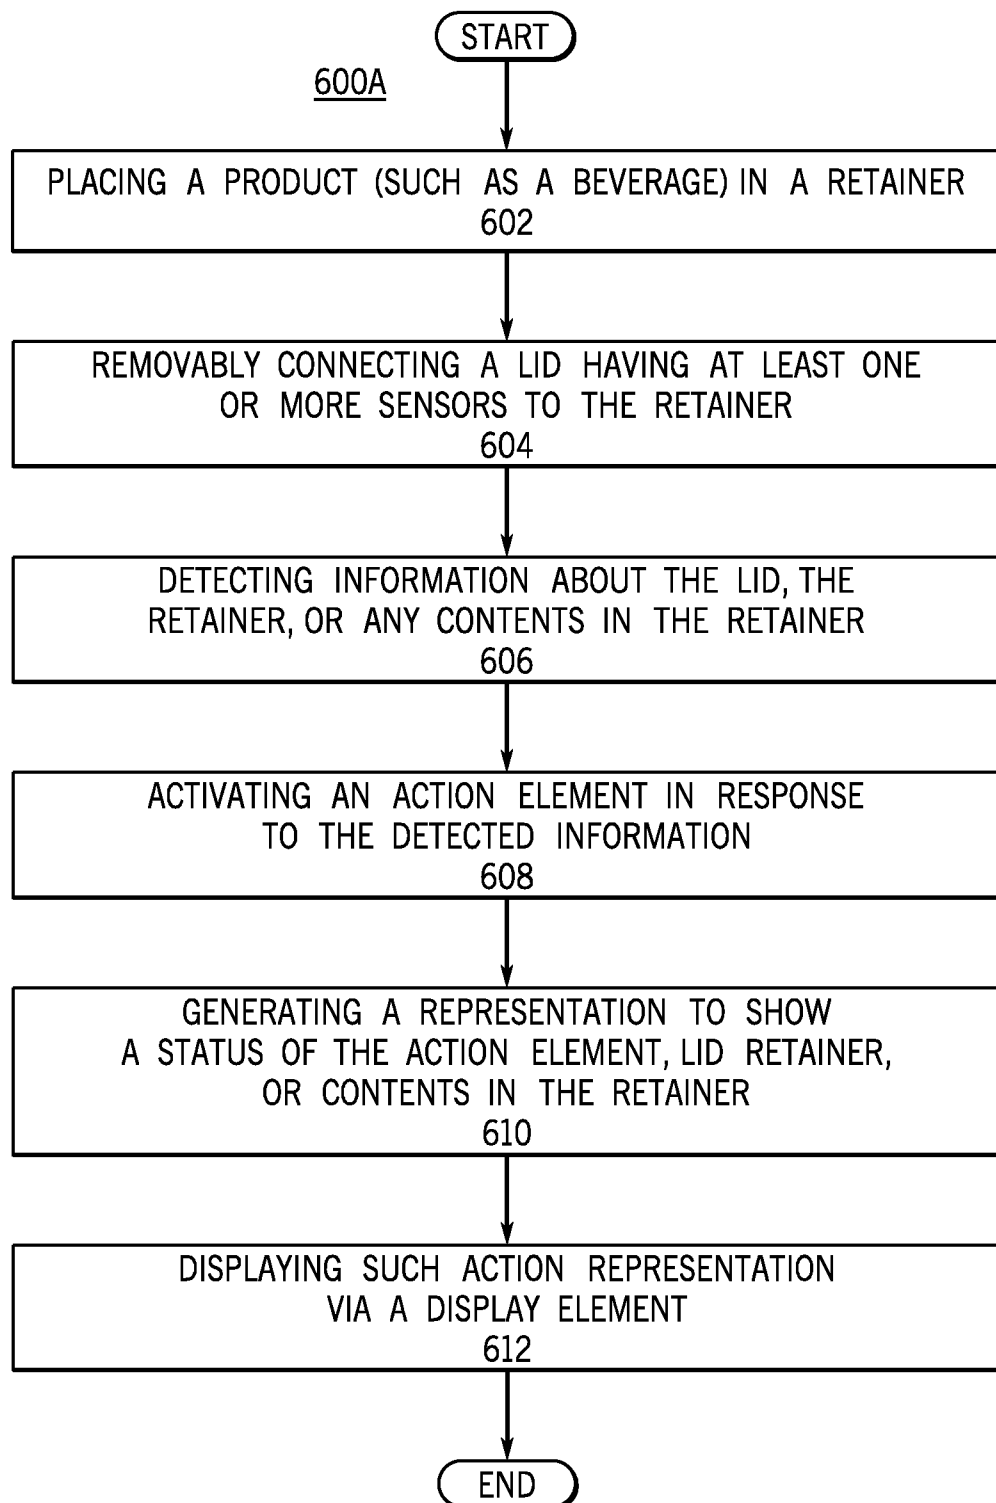 START
600A
PLACING A PRODUCT (SUCH AS A BEVERAGE) IN A RETAINER
602
REMOVABLY CONNECTING A LID HAVING AT LEAST ONE
OR MORE SENSORS TO THE RETAINER
604
DETECTING INFORMATION ABOUT THE LID, THE
RETAINER, OR ANY CONTENTS IN THE RETAINER
606
ACTIVATING AN ACTION ELEMENT IN RESPONSE
TO THE DETECTED INFORMATION
608
GENERATING A REPRESENTATION TO SHOW
A STATUS OF THE ACTION ELEMENT, LID RETAINER,
OR CONTENTS IN THE RETAINER
610
DISPLAYING SUCH ACTION REPRESENTATION
VIA A DISPLAY ELEMENT
612
END